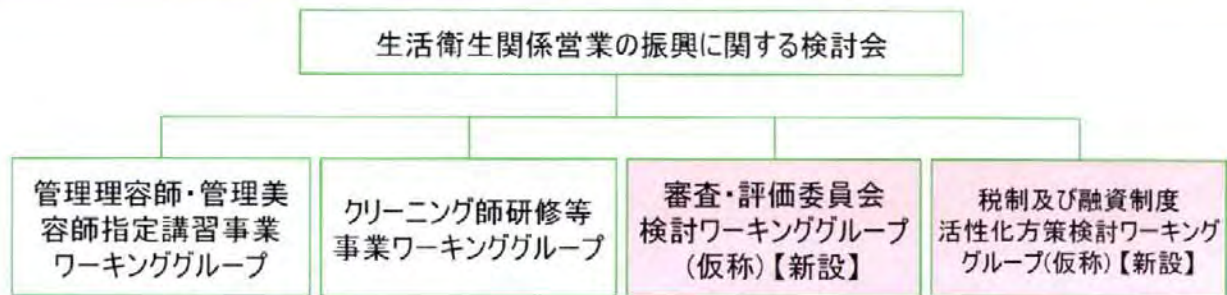 生活衛生関係営業の振興に関する検討会
管理理容師・管理美
容師指定講習事業
ワーキンググループ
クリーニング師研修等
事業ワーキンググループ
審査・評価委員会
検討ワーキンググループ
(仮称)【新設】
税制及び融資制度
活性化方策検討ワーキング
グループ(仮称)【新設】